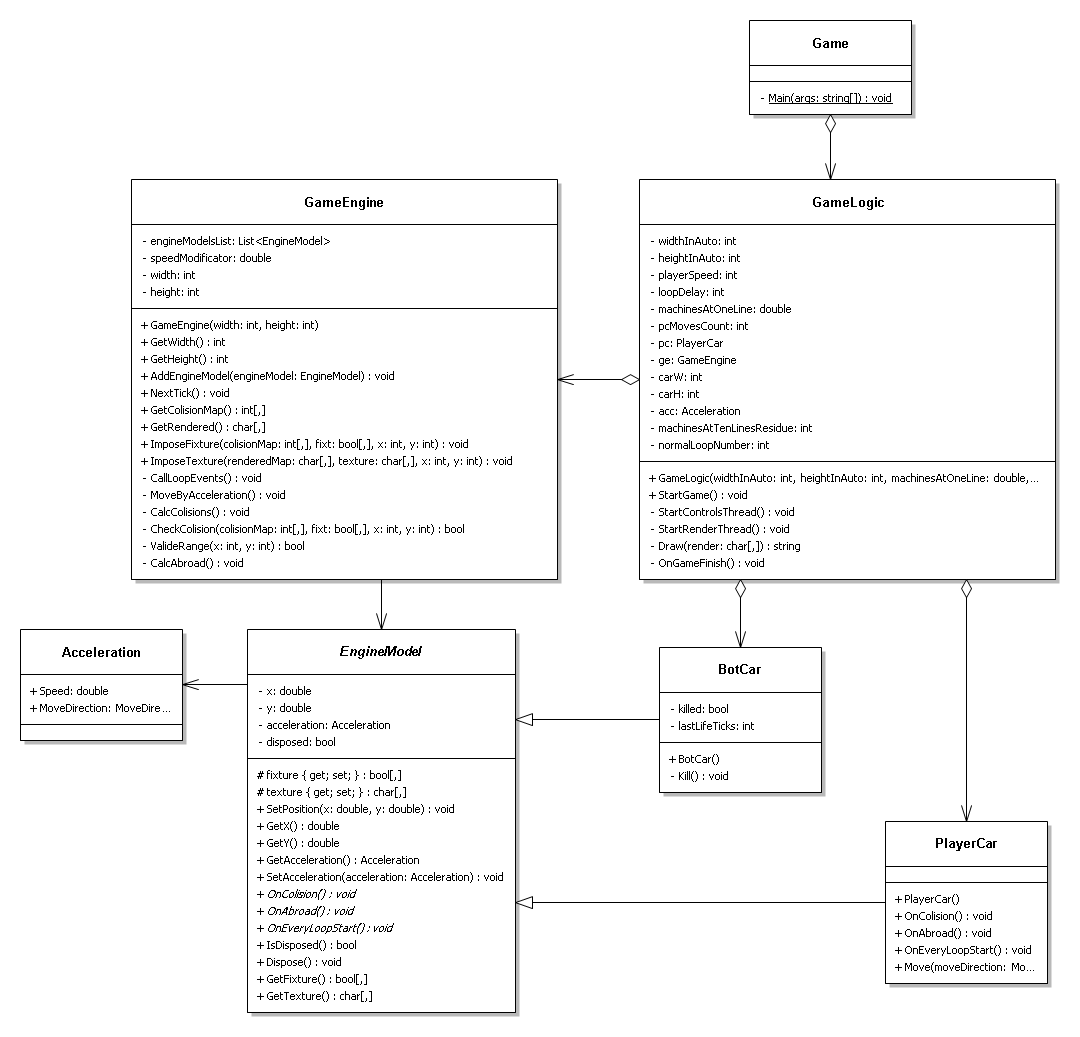 Game
- Main(args: string[]) : void
GameEngine
- engineModelsList: List<EngineModel>
- speedModificator: double
- width: int
- height: int
+ GameEngine(width: int, height: int)
+ GetWidth() : int
+ GetHeight() : int
+ AddEngineModel(engineModel: EngineModel) : void
+ NextTick() : void
+ GetColisionMap() : int[,]
+ GetRendered() : char[,]
+ ImposeFixture(colisionMap: int[,], fixt: bool[,], x: int, y: int) : void
+ ImposeTexture(renderedMap: char[,], texture: char[,], x: int, y: int) : void
- CallLoopEvents() : void
- MoveByAcceleration() : void
- CalcColisions() : void
- CheckColision(colisionMap: int[,], fixt: bool[,], x: int, y: int) : bool
- ValideRange(x: int, y: int) : bool
- CalcAbroad() : void
GameLogic
- widthInAuto: int
- heightInAuto: int
- playerSpeed: int
- loopDelay: int
- machinesAtOneLine: double
- pcMovesCount: int
- pc: PlayerCar
- ge: GameEngine
- carW: int
- carH: int
- acc: Acceleration
- machinesAtTenLinesResidue: int
- normalLoopNumber: int
+ GameLogic(widthInAuto: int, heightInAuto: int, machinesAtOneLine: double,...
+ StartGame() : void
- StartControlsThread() : void
- StartRenderThread() : void
- Draw(render: char[,]) : string
- OnGameFinish() : void
Acceleration
+ Speed: double
+ MoveDirection: MoveDire...
EngineModel
- x: double
- y: double
- acceleration: Acceleration
- disposed: bool
# fixture { get; set; } : bool[,]
# texture { get; set; } : char[,]
+ SetPosition(x: double, y: double) : void
+ GetX() : double
+ GetY() : double
+ GetAcceleration() : Acceleration
+ SetAcceleration(acceleration: Acceleration) : void
+ OnColision() : void
+ OnAbroad() : void
+ OnEveryLoopStart() : void
+ IsDisposed() : bool
+ Dispose() : void
+ GetFixture() : bool[,]
+ GetTexture() : char[,]
BotCar
- killed: bool
- lastLifeTicks: int
+ BotCar()
- Kill() : void
PlayerCar
+ PlayerCar()
+ OnColision() : void
+ OnAbroad() : void
+ OnEveryLoopStart() : void
+ Move(moveDirection: Mo...